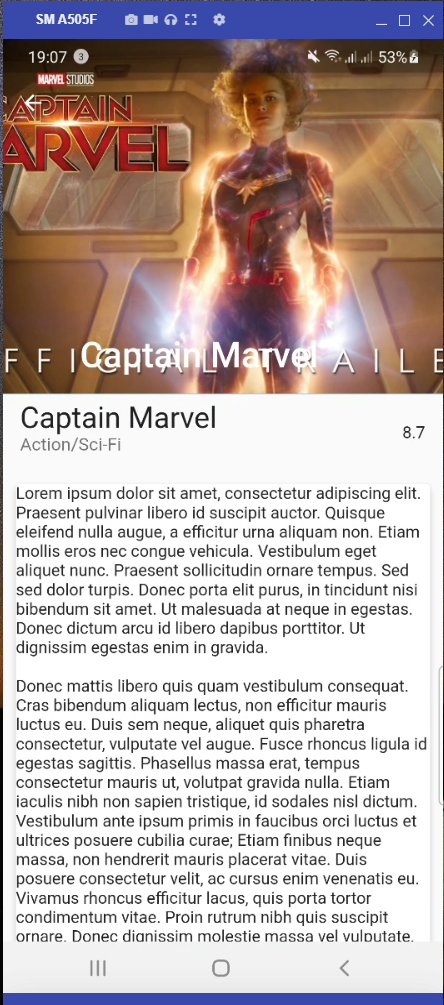 SM A505F
19:07 3 53%
MARVEL STUDIOS
CAPTAIN
MARVEL
FFICIAL TRAILE
Captain Marvel
Captain Marvel
8.7
Action/Sci-Fi
Lorem ipsum dolor sit amet, consectetur adipiscing elit.
Praesent pulvinar libero id suscipit auctor. Quisque
eleifend nulla augue, a efficitur urna aliquam non. Etiam
mollis eros nec congue vehicula. Vestibulum eget
aliquet nunc. Praesent sollicitudin ornare tempus. Sed
sed dolor turpis. Donec porta elit purus, in tincidunt nisi
bibendum sit amet. Ut malesuada at neque in egestas.
Donec dictum arcu id libero dapibus porttitor. Ut
dignissim egestas enim in gravida.
Donec mattis libero quis quam vestibulum consequat.
Cras bibendum aliquam lectus, non efficitur mauris
luctus eu. Duis sem neque, aliquet quis pharetra
consectetur, vulputate vel augue. Fusce rhoncus ligula id
egestas sagittis. Phasellus massa erat, tempus
consectetur mauris ut, volutpat gravida nulla. Etiam
iaculis nibh non sapien tristique, id sodales nisl dictum.
Vestibulum ante ipsum primis in faucibus orci luctus et
ultrices posuere cubilia curae; Etiam finibus neque
massa, non hendrerit mauris placerat vitae. Duis
posuere consectetur velit, ac cursus enim venenatis eu.
Vivamus rhoncus efficitur lacus, quis porta tortor
condimentum vitae. Proin rutrum nibh quis suscipit
ornare. Donec dignissim molestie massa vel vulputate.